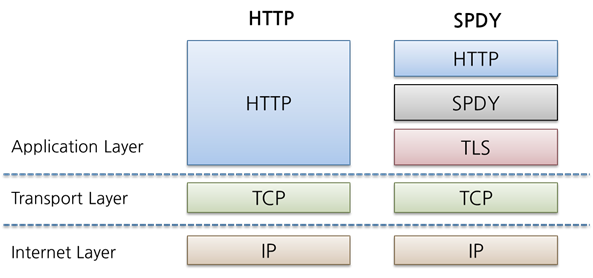 HTTP SPDY
HTTP
HTTP
SPDY
Application Layer TLS
Transport Layer TCP TCP
Internet Layer IP IP